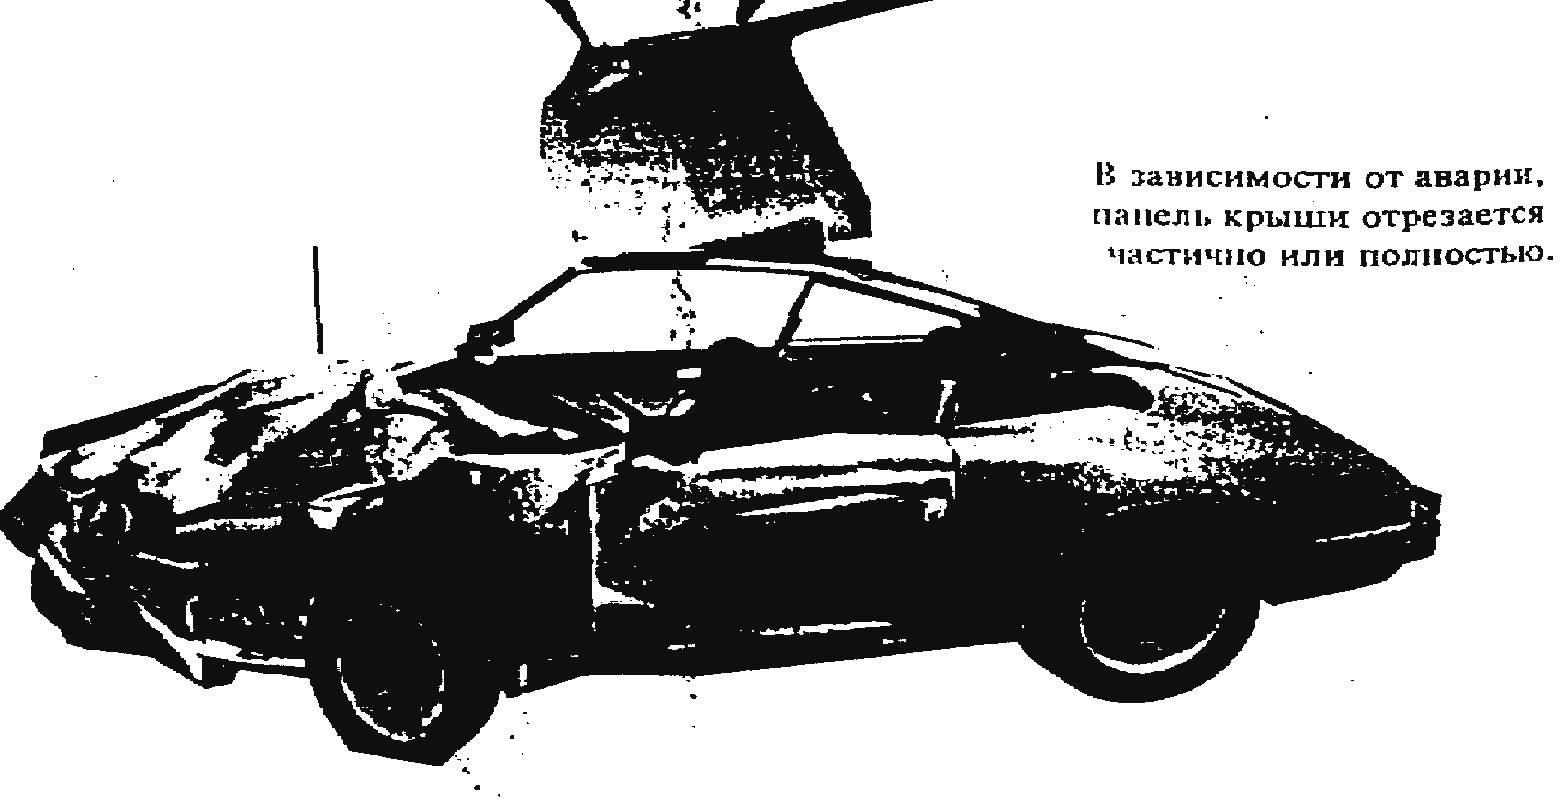 В зависимости от аварии,
панель крыши отрезается
частично или полностью.